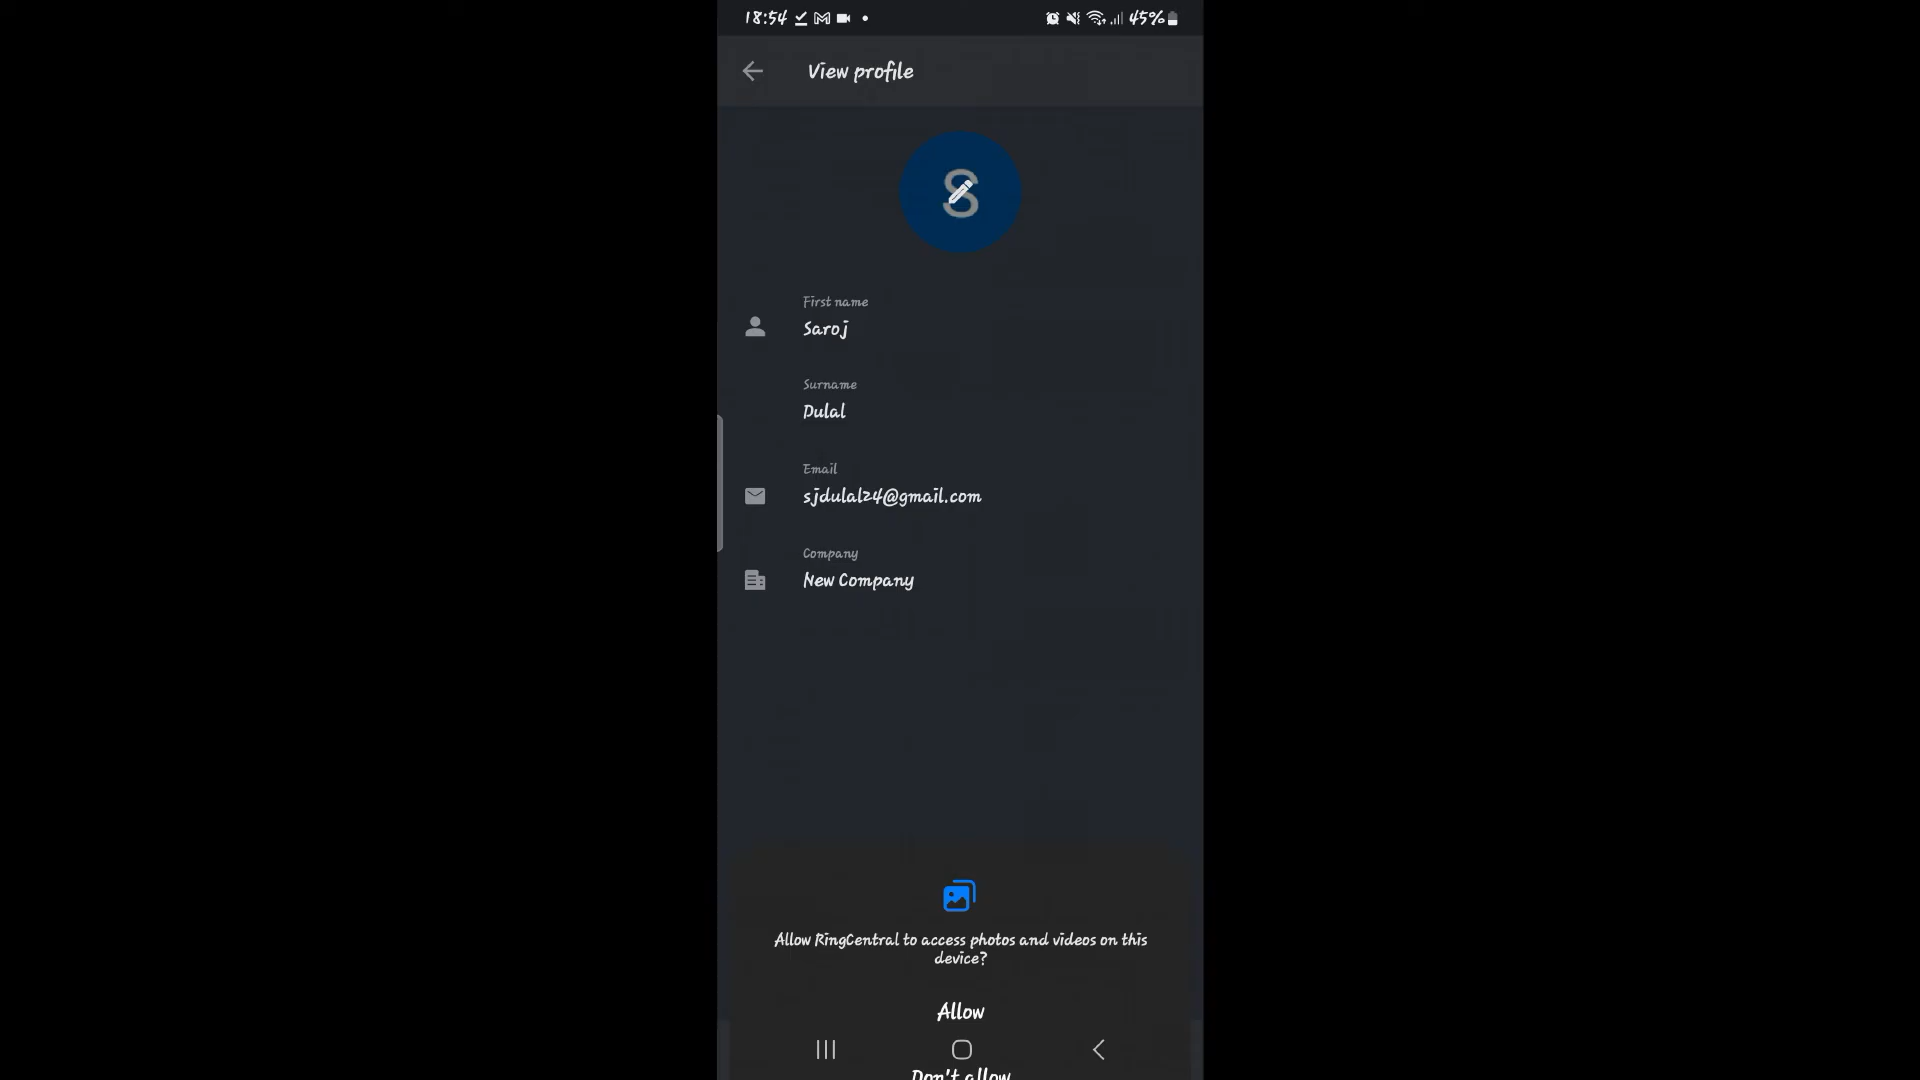 18:54
45%
View profile
S
First name
Saroj
Surname
Dulal
Email
sjdulal24@gmail.com
Company
New Company
Allow RingCentral to access photos and videos on this
device?
Allow
Don't allow